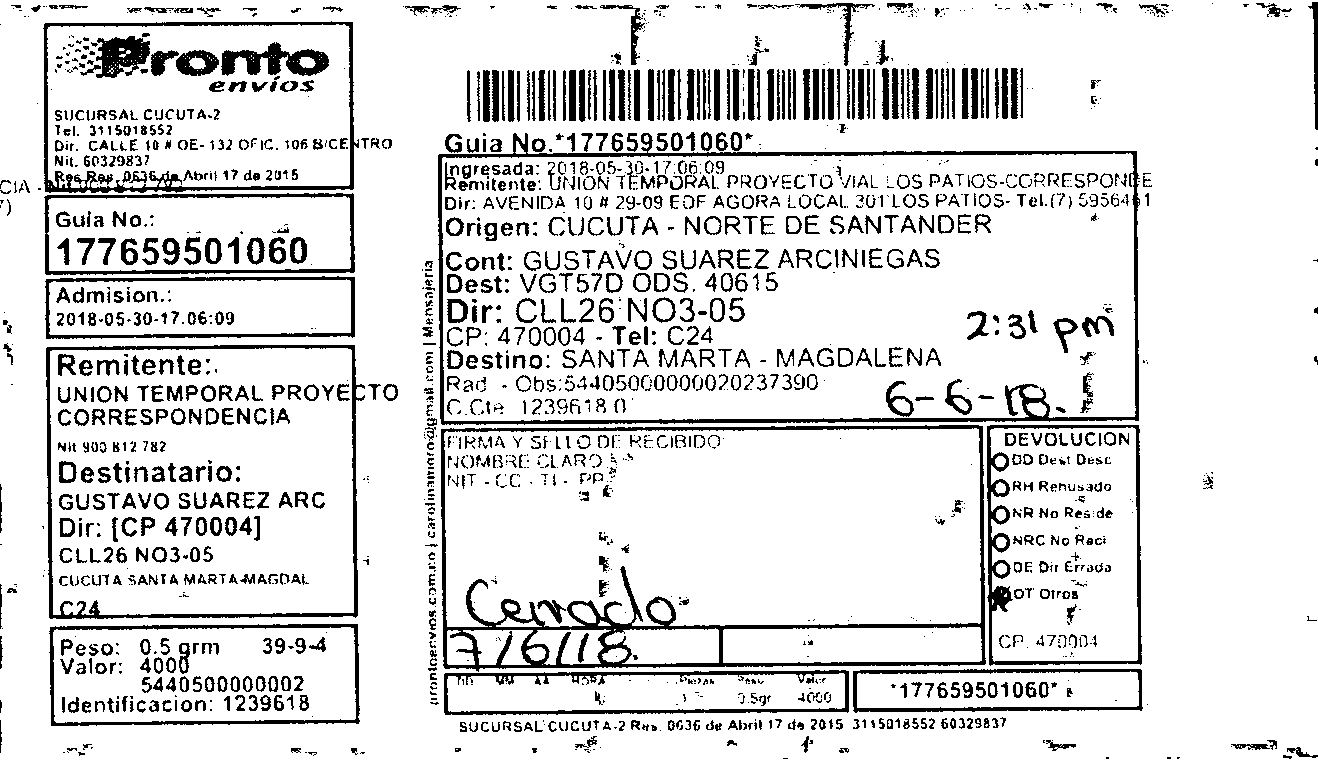 Pronto
envíos
SUCURSAL CUCUTA-2
Tel. 3115018552
Dir. CALLE 10 # OE- 132 OFIC. 106 B/CENTRO
Nit. 60329837
Res Res. 0636 de Abril 17 de 2015
CIA -
7)
Guia No.:
177659501060
Admision.:
2018-05-30-17.06:09
Remitente:.
UNION TEMPORAL PROYECTO
CORRESPONDENCIA
Nit 900 812 782
Destinatario:
GUSTAVO SUAREZ ARC
Dir: [CP 470004]
CLL26 NO3-05
CUCUTA SANTA MARTA-MAGDAL
C24
Peso: 0.5 grm 39-9-4
Valor: 4000
5440500000002
Identificacion: 1239618
prontoenvios.com.co | carolinamoro@gmail.com | Mensajeria
Guia No.*177659501060*
Ingresada: 2018-05-30-17.06:09
Remitente: UNION TEMPORAL PROYECTO VIAL LOS PATIOS-CORRESPONDE
Dir: AVENIDA 10 # 29-09 EDF AGORA LOCAL 301 LOS PATIOS- Tel.(7) 5956461
Origen: CUCUTA - NORTE DE SANTANDER
Cont: GUSTAVO SUAREZ ARCINIEGAS
Dest: VGT57D ODS. 40615
Dir: CLL26 NO3-05
CP: 470004 - Tel: C24
2:31 pm
Destino: SANTA MARTA - MAGDALENA
Rad - Obs:54405000000020237390
C.Cte 1239618 0
6-6-18.
FIRMA Y SELLO DE RECIBIDO
NOMBRE CLARO
NIT - CC - TI - PP
Cerrado
7/6/18.
DEVOLUCION
DD Dest Desc
RH Rehusado
NR No Reside
NRC No Reci
DE Dir Errada
OT Otros
CP. 470004
DD MM AA HORA Piezas Peso Valor
1 0.5gr 4000
*177659501060*
SUCURSAL CUCUTA-2 Res. 0636 de Abril 17 de 2015 3115018552 60329837